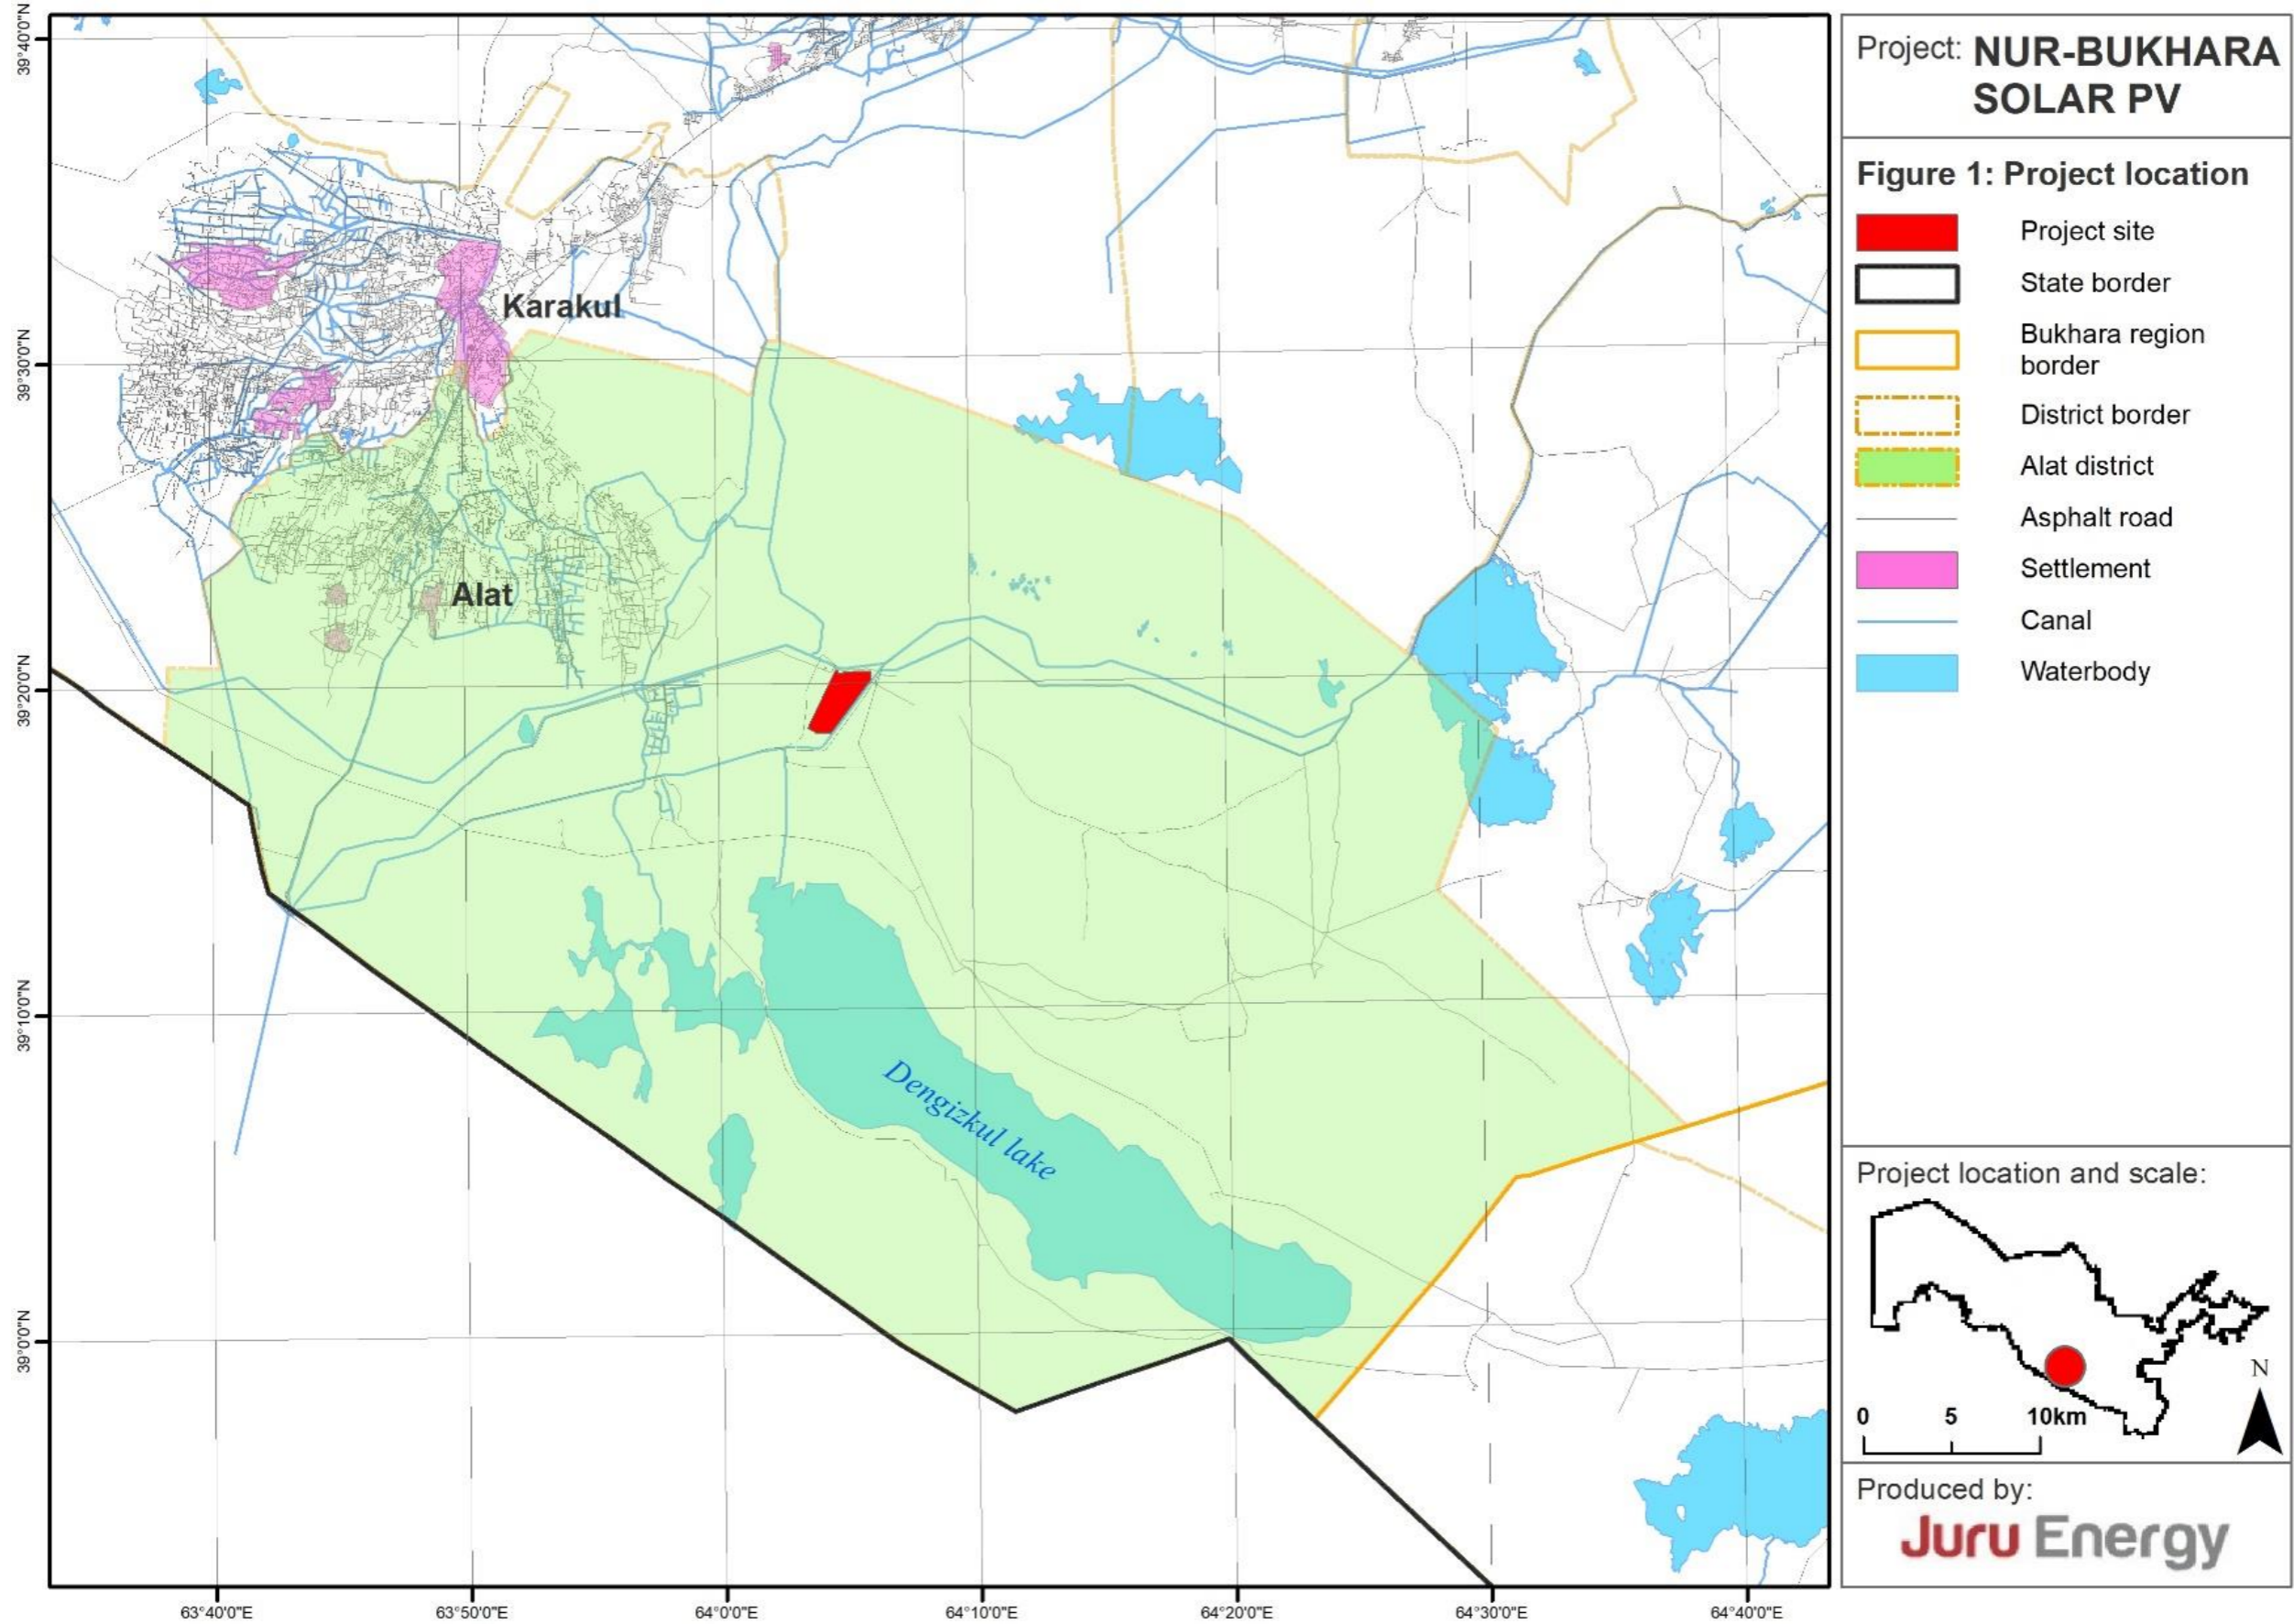 Project: NUR-BUKHARA
SOLAR PV
Figure 1: Project location
Project site
State border
Bukhara region
border
District border
Alat district
Asphalt road
Settlement
Canal
Waterbody
Project location and scale:
N
0 5 10km
Produced by:
Juru Energy
Karakul
Alat
Dengizkul lake
39°40'0"N
39°30'0"N
39°20'0"N
39°10'0"N
39°0'0"N
63°40'0"E 63°50'0"E 64°0'0"E 64°10'0"E 64°20'0"E 64°30'0"E 64°40'0"E